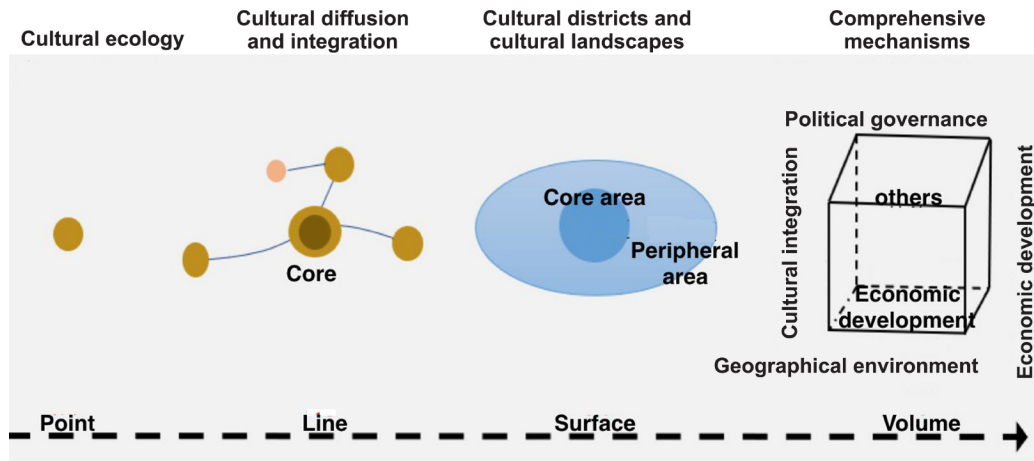 Cultural ecology
Cultural diffusion
and integration
Cultural districts and
cultural landscapes
Comprehensive
mechanisms
Core
Core area
Peripheral
area
Political governance
Cultural integration
others
Economic
development
Economic development
Geographical environment
Point
Line
Surface
Volume